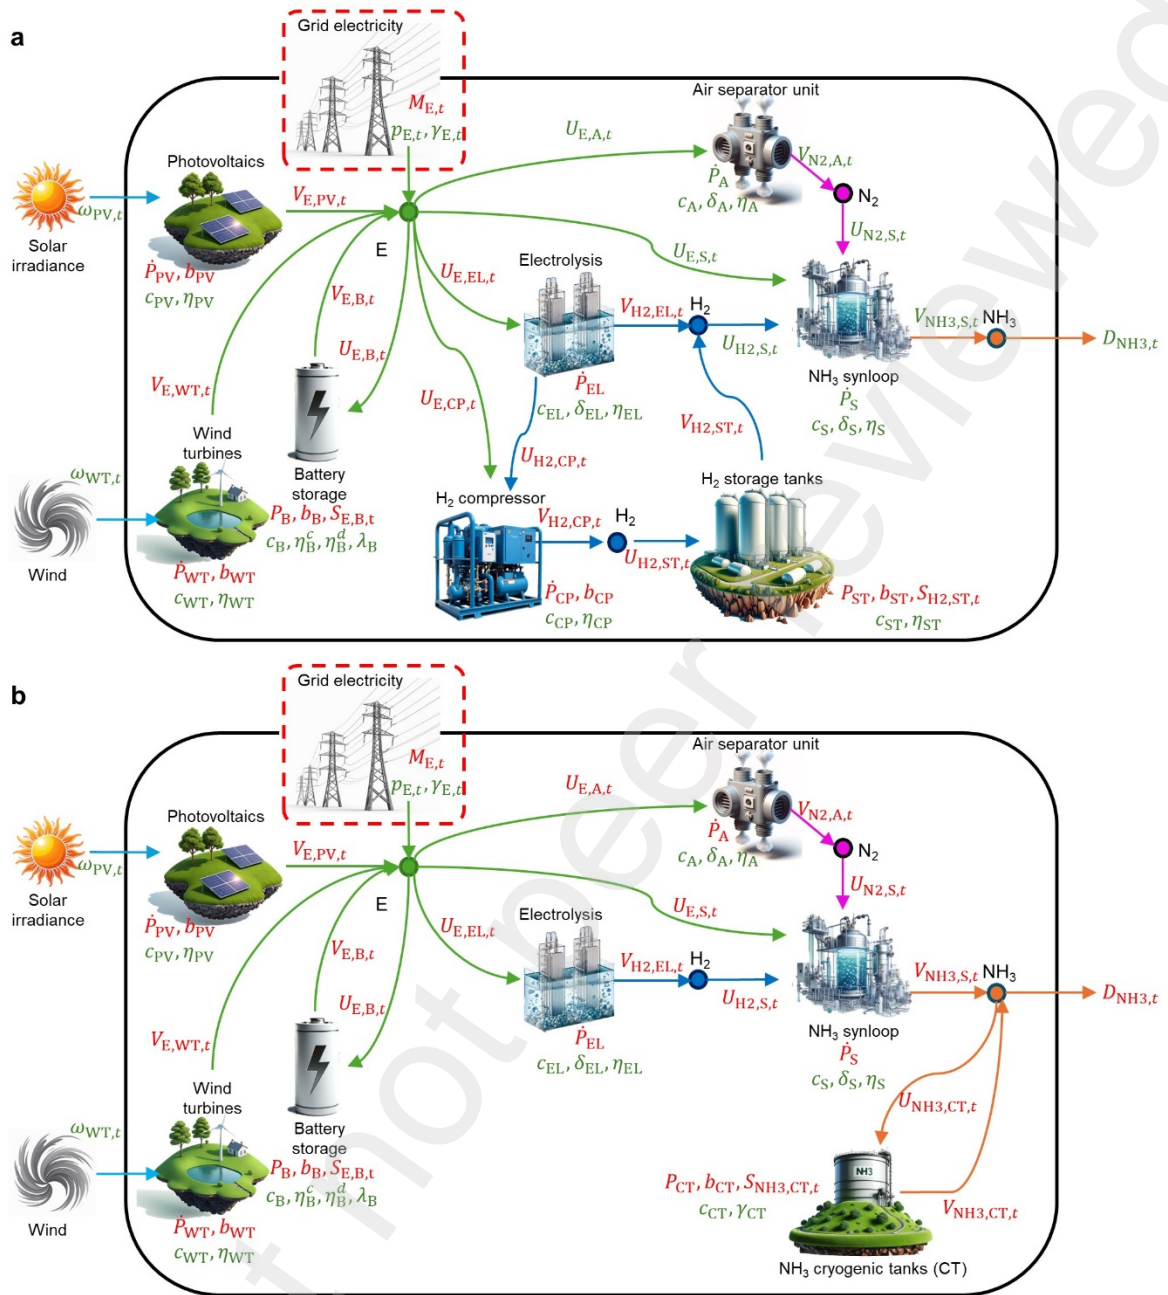 a
Grid electricity
M_E,t
p_E,t, γ_E,t
Air separator unit
U_E,A,t
V_N2,A,t
Ṗ_A
c_A, δ_A, η_A
N₂
U_N2,S,t
Photovoltaics
V_E,PV,t
ω_PV,t
Solar
irradiance
Ṗ_PV, b_PV
c_PV, η_PV
E
U_E,S,t
Electrolysis
U_E,EL,t
V_E,B,t
V_H2,EL,t
H₂
U_H2,S,t
V_NH3,S,t
NH₃
D_NH3,t
U_E,B,t
NH₃ synloop
Ṗ_S
c_S, δ_S, η_S
V_E,WT,t
U_E,CP,t
Ṗ_EL
c_EL, δ_EL, η_EL
V_H2,ST,t
Wind
turbines
U_H2,CP,t
ω_WT,t
Battery
storage
H₂ storage tanks
H₂ compressor
P_B, b_B, S_E,B,t
c_B, η_B^c, η_B^d, λ_B
V_H2,CP,t
H₂
U_H2,ST,t
Wind
Ṗ_WT, b_WT
c_WT, η_WT
Ṗ_CP, b_CP
c_CP, η_CP
P_ST, b_ST, S_H2,ST,t
c_ST, η_ST
b
Grid electricity
M_E,t
p_E,t, γ_E,t
Air separator unit
U_E,A,t
V_N2,A,t
Ṗ_A
c_A, δ_A, η_A
N₂
U_N2,S,t
Photovoltaics
V_E,PV,t
ω_PV,t
Solar
irradiance
Ṗ_PV, b_PV
c_PV, η_PV
E
U_E,S,t
Electrolysis
U_E,EL,t
V_E,B,t
V_H2,EL,t
H₂
U_H2,S,t
V_NH3,S,t
NH₃
D_NH3,t
U_E,B,t
NH₃ synloop
Ṗ_S
c_S, δ_S, η_S
V_E,WT,t
Ṗ_EL
c_EL, δ_EL, η_EL
Wind
turbines
U_NH3,CT,t
ω_WT,t
Battery
storage
P_B, b_B, S_E,B,t
c_B, η_B^c, η_B^d, λ_B
NH3
P_CT, b_CT, S_NH3,CT,t
c_CT, γ_CT
V_NH3,CT,t
Wind
Ṗ_WT, b_WT
c_WT, η_WT
NH₃ cryogenic tanks (CT)
t not peer reviewed